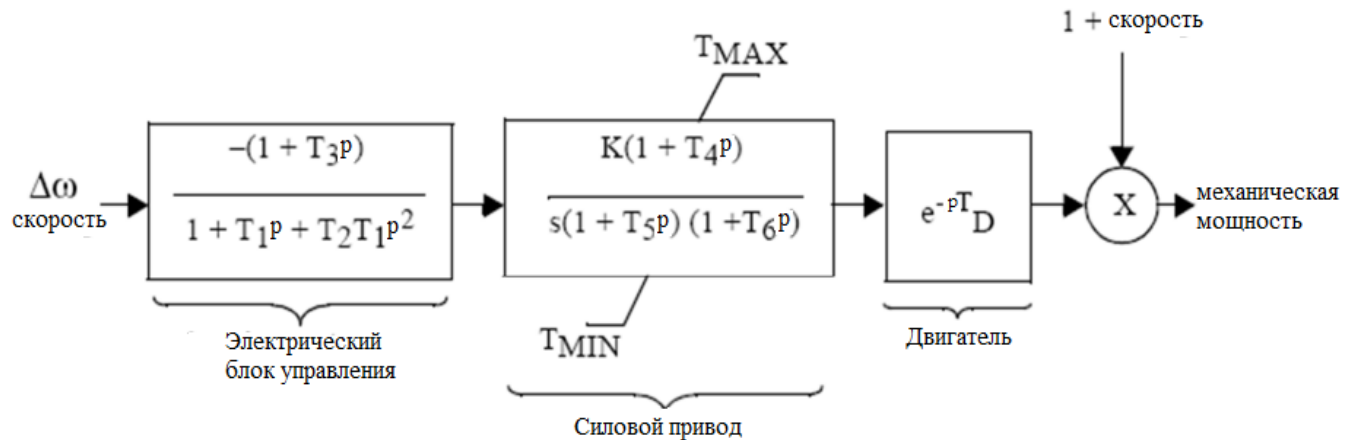 1 + скорость
T_MAX
–(1 + T₃p)
1 + T₁p + T₂T₁p²
K(1 + T₄p)
s(1 + T₅p) (1 +T₆p)
e⁻ᵖᵀD
Δω
скорость
X
механическая
мощность
T_MIN
Электрический
блок управления
Двигатель
Силовой привод